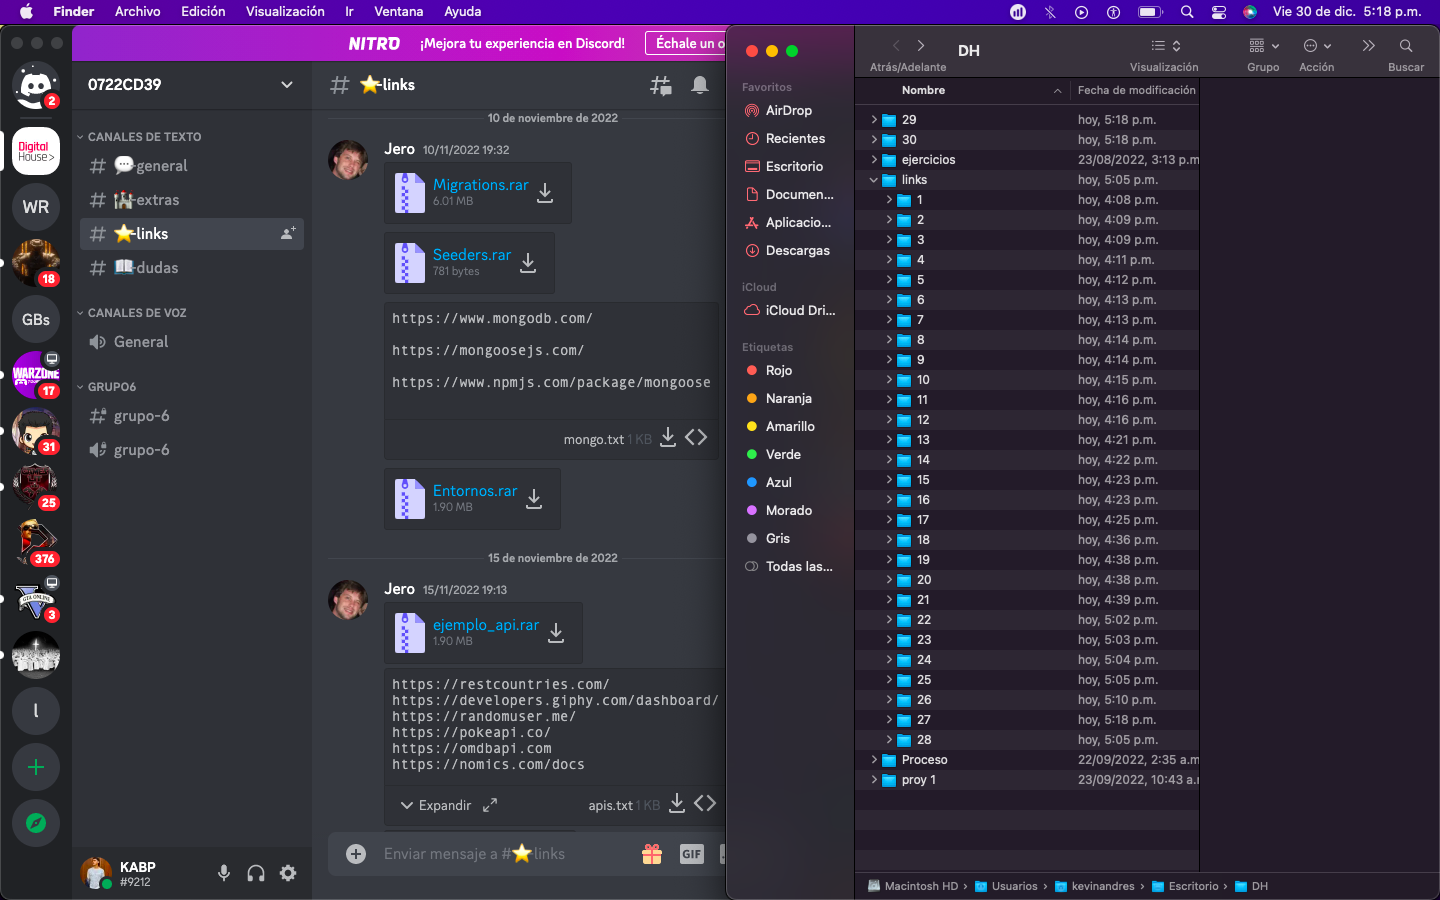 Finder Archivo Edición Visualización Ir Ventana Ayuda
Vie 30 de dic. 5:18 p.m.
2
Digital
House>
WR
18
GBs
WARZONE
17
31
25
376
GTA ONLINE
3
l
NITRO ¡Mejora tu experiencia en Discord! Échale un o
0722CD39
CANALES DE TEXTO
general
extras
links
dudas
CANALES DE VOZ
General
GRUPO6
grupo-6
grupo-6
KABP
#9212
links
10 de noviembre de 2022
Jero 10/11/2022 19:32
Migrations.rar
6.01 MB
Seeders.rar
781 bytes
https://www.mongodb.com/
https://mongoosejs.com/
https://www.npmjs.com/package/mongoose
mongo.txt 1 KB
Entornos.rar
1.90 MB
15 de noviembre de 2022
Jero 15/11/2022 19:13
ejemplo_api.rar
1.90 MB
https://restcountries.com/
https://developers.giphy.com/dashboard/
https://randomuser.me/
https://pokeapi.co/
https://omdbapi.com
https://nomics.com/docs
Expandir apis.txt 1 KB
Enviar mensaje a #⭐links GIF
Favoritos
AirDrop
Recientes
Escritorio
Documen...
Aplicacio...
Descargas
iCloud
iCloud Dri...
Etiquetas
Rojo
Naranja
Amarillo
Verde
Azul
Morado
Gris
Todas las...
DH
Atrás/Adelante Visualización Grupo Acción Buscar
Nombre Fecha de modificación
29 hoy, 5:18 p.m.
30 hoy, 5:18 p.m.
ejercicios 23/08/2022, 3:13 p.m
links hoy, 5:05 p.m.
1 hoy, 4:08 p.m.
2 hoy, 4:09 p.m.
3 hoy, 4:09 p.m.
4 hoy, 4:11 p.m.
5 hoy, 4:12 p.m.
6 hoy, 4:13 p.m.
7 hoy, 4:13 p.m.
8 hoy, 4:14 p.m.
9 hoy, 4:14 p.m.
10 hoy, 4:15 p.m.
11 hoy, 4:16 p.m.
12 hoy, 4:16 p.m.
13 hoy, 4:21 p.m.
14 hoy, 4:22 p.m.
15 hoy, 4:23 p.m.
16 hoy, 4:23 p.m.
17 hoy, 4:25 p.m.
18 hoy, 4:36 p.m.
19 hoy, 4:38 p.m.
20 hoy, 4:38 p.m.
21 hoy, 4:39 p.m.
22 hoy, 5:02 p.m.
23 hoy, 5:03 p.m.
24 hoy, 5:04 p.m.
25 hoy, 5:05 p.m.
26 hoy, 5:10 p.m.
27 hoy, 5:18 p.m.
28 hoy, 5:05 p.m.
Proceso 22/09/2022, 2:35 a.m
proy 1 23/09/2022, 10:43 a.
Macintosh HD › Usuarios › kevinandres › Escritorio › DH